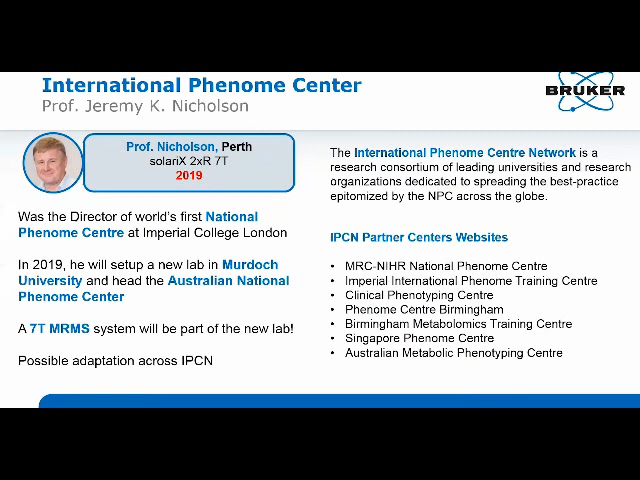 International Phenome Center
Prof. Jeremy K. Nicholson
BRUKER
Prof. Nicholson, Perth
solariX 2xR 7T
2019
Was the Director of world's first National
Phenome Centre at Imperial College London
In 2019, he will setup a new lab in Murdoch
University and head the Australian National
Phenome Center
A 7T MRMS system will be part of the new lab!
Possible adaptation across IPCN
The International Phenome Centre Network is a
research consortium of leading universities and research
organizations dedicated to spreading the best-practice
epitomized by the NPC across the globe.
IPCN Partner Centers Websites
• MRC-NIHR National Phenome Centre
• Imperial International Phenome Training Centre
• Clinical Phenotyping Centre
• Phenome Centre Birmingham
• Birmingham Metabolomics Training Centre
• Singapore Phenome Centre
• Australian Metabolic Phenotyping Centre